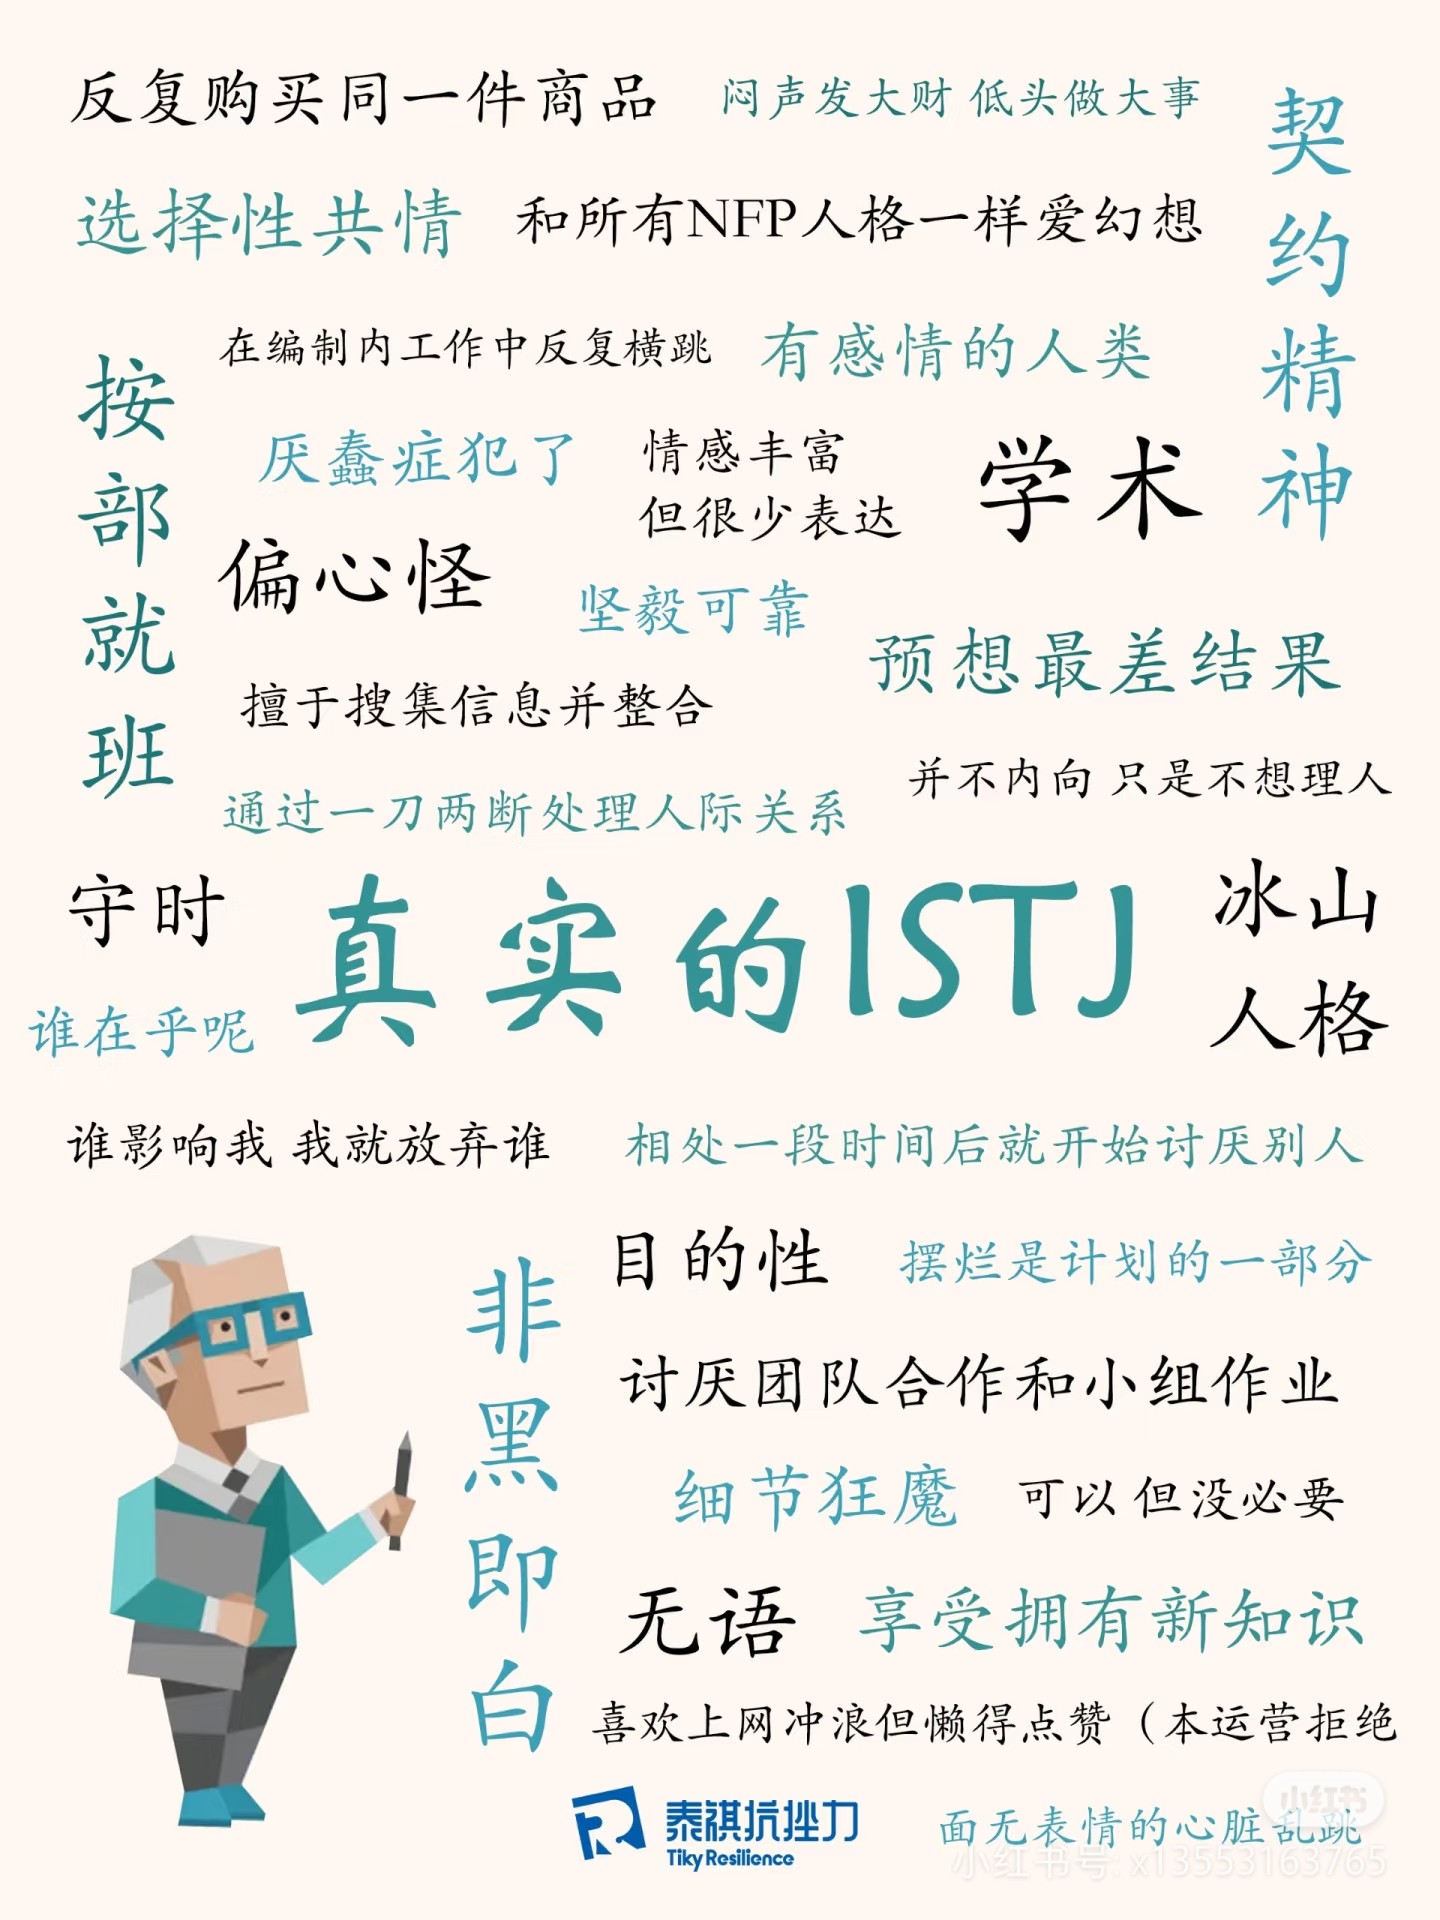 反复购买同一件商品
闷声发大财 低头做大事
契约精神
选择性共情
和所有NFP人格一样爱幻想
在编制内工作中反复横跳
有感情的人类
按部就班
厌蠢症犯了
情感丰富
但很少表达
学术
偏心怪
坚毅可靠
预想最差结果
擅于搜集信息并整合
并不内向 只是不想理人
通过一刀两断处理人际关系
守时
真实的ISTJ
冰山
人格
谁在乎呢
谁影响我 我就放弃谁
相处一段时间后就开始讨厌别人
目的性
摆烂是计划的一部分
非黑即白
讨厌团队合作和小组作业
细节狂魔
可以 但没必要
无语
享受拥有新知识
喜欢上网冲浪但懒得点赞（本运营拒绝
泰祺抗挫力
Tiky Resilience
面无表情的心脏乱跳
小红书
小红书号: x13553163765